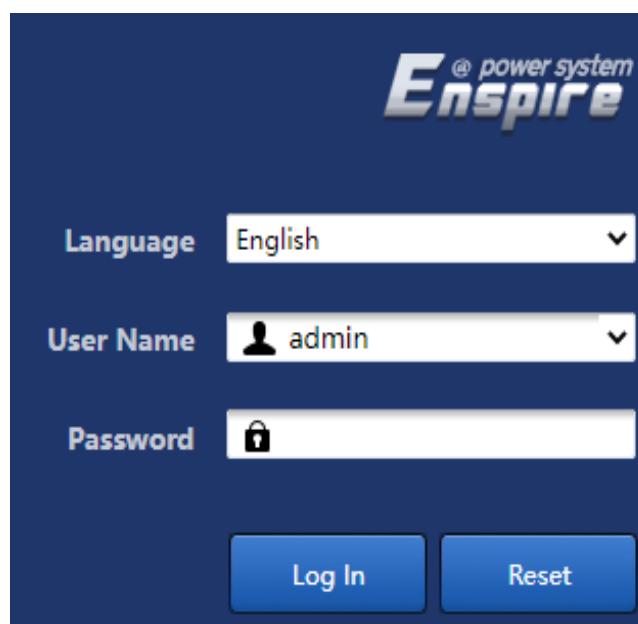 @ power system
Enspire
Language English
User Name admin
Password
Log In Reset